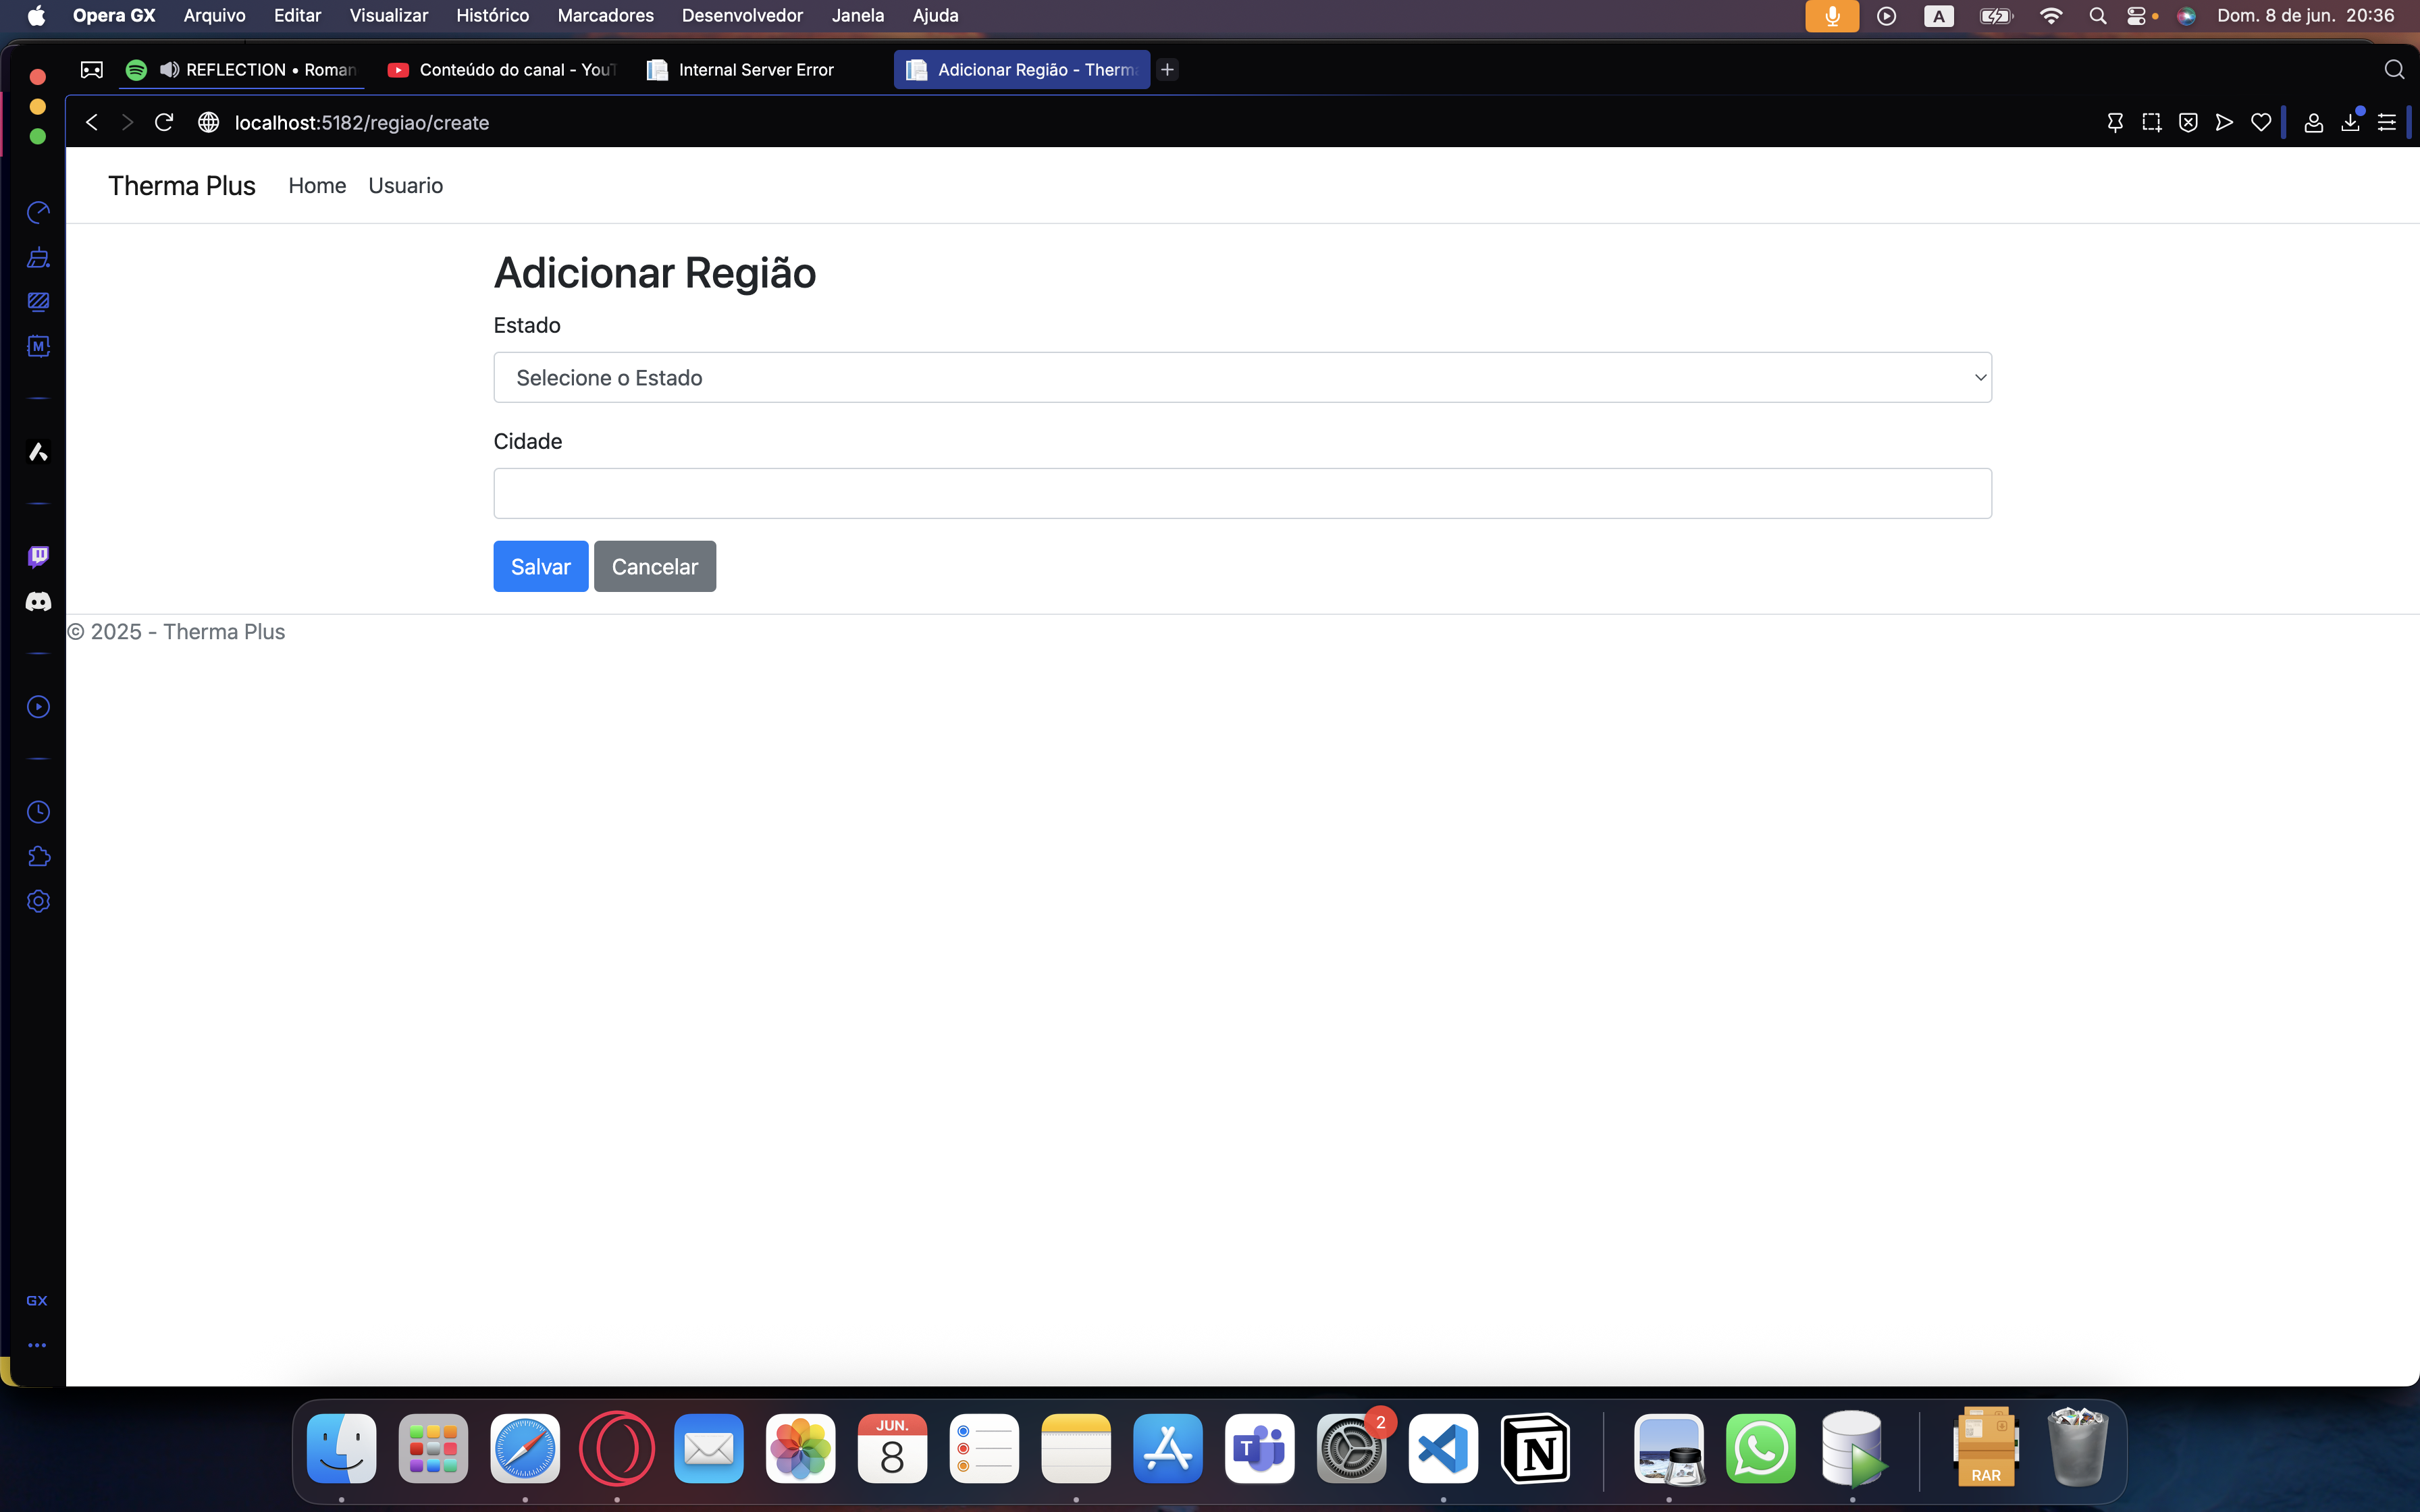 Opera GX Arquivo Editar Visualizar Histórico Marcadores Desenvolvedor Janela Ajuda A Dom. 8 de jun. 20:36
REFLECTION • Roman Conteúdo do canal - YouT Internal Server Error Adicionar Região - Therma
localhost:5182/regiao/create
Therma Plus Home Usuario
Adicionar Região
Estado
Selecione o Estado
Cidade
Salvar Cancelar
© 2025 - Therma Plus
M
GX
JUN.
8
T
2
N
RAR